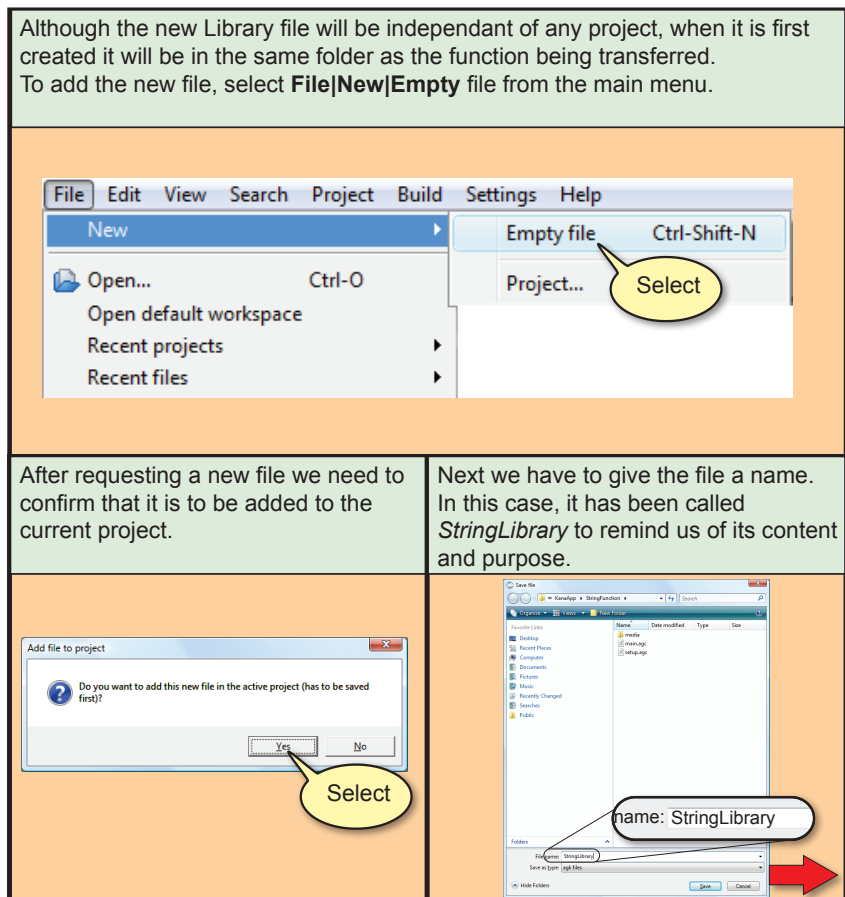 Although the new Library file will be independant of any project, when it is first
created it will be in the same folder as the function being transferred.
To add the new file, select File|New|Empty file from the main menu.
File Edit View Search Project Build Settings Help
New
Empty file Ctrl-Shift-N
Open... Ctrl-O
Project...
Select
Open default workspace
Recent projects
Recent files
After requesting a new file we need to
confirm that it is to be added to the
current project.
Next we have to give the file a name.
In this case, it has been called
StringLibrary to remind us of its content
and purpose.
Add file to project
Do you want to add this new file in the active project (has to be saved
first)?
Yes No
Select
Save file
KanaApp StringFunction
Search
Organize Views New Folder
Favorite Links
Name Date modified Type Size
Desktop
Recent Places
Computer
Documents
Pictures
Music
Recently Changed
Searches
Public
media
main.agc
setup.agc
name: StringLibrary
Folders
File name: StringLibrary
Save as type: agk files
Hide Folders
Save Cancel